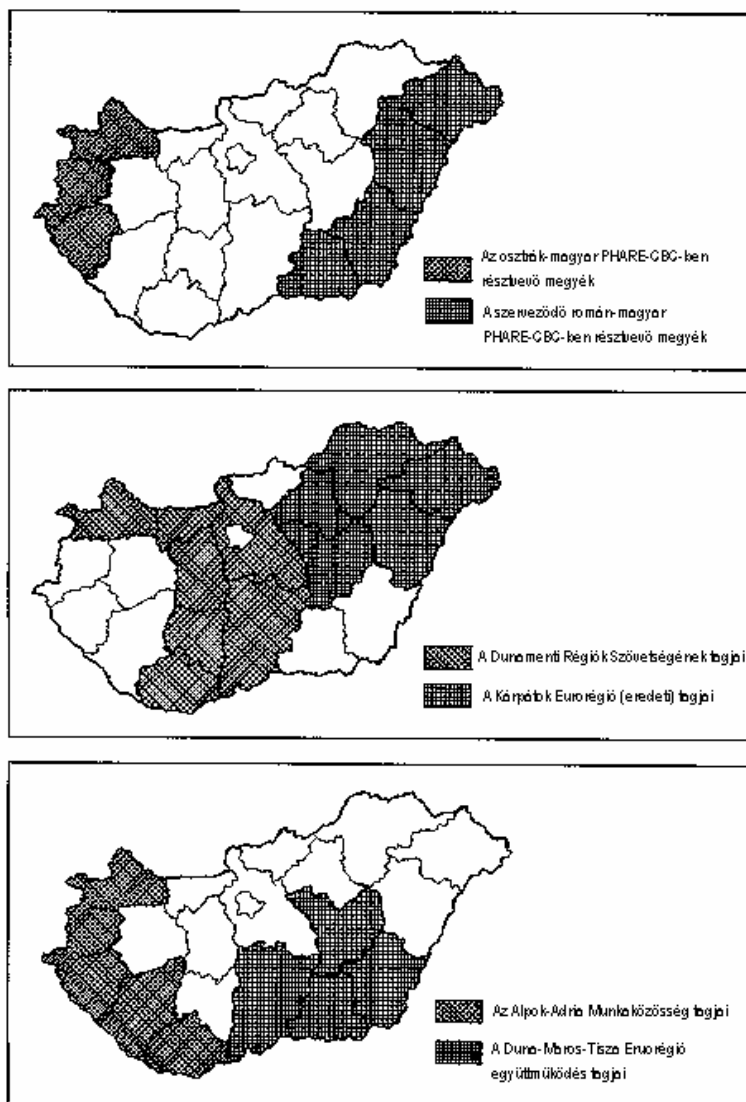 Az osztrák-magyar PHARE-CBC-ben
résztvevő megyék
A szerveződő román-magyar
PHARE-CBC-ben résztvevő megyék
A Dunamenti Régiók Szövetségének tagjai
A Kárpátok Eurorégió (eredeti) tagjai
Az Alpok-Adria Munkaközösség tagjai
A Duna-Maros-Tisza Eruorégió
együttműködés tagjai